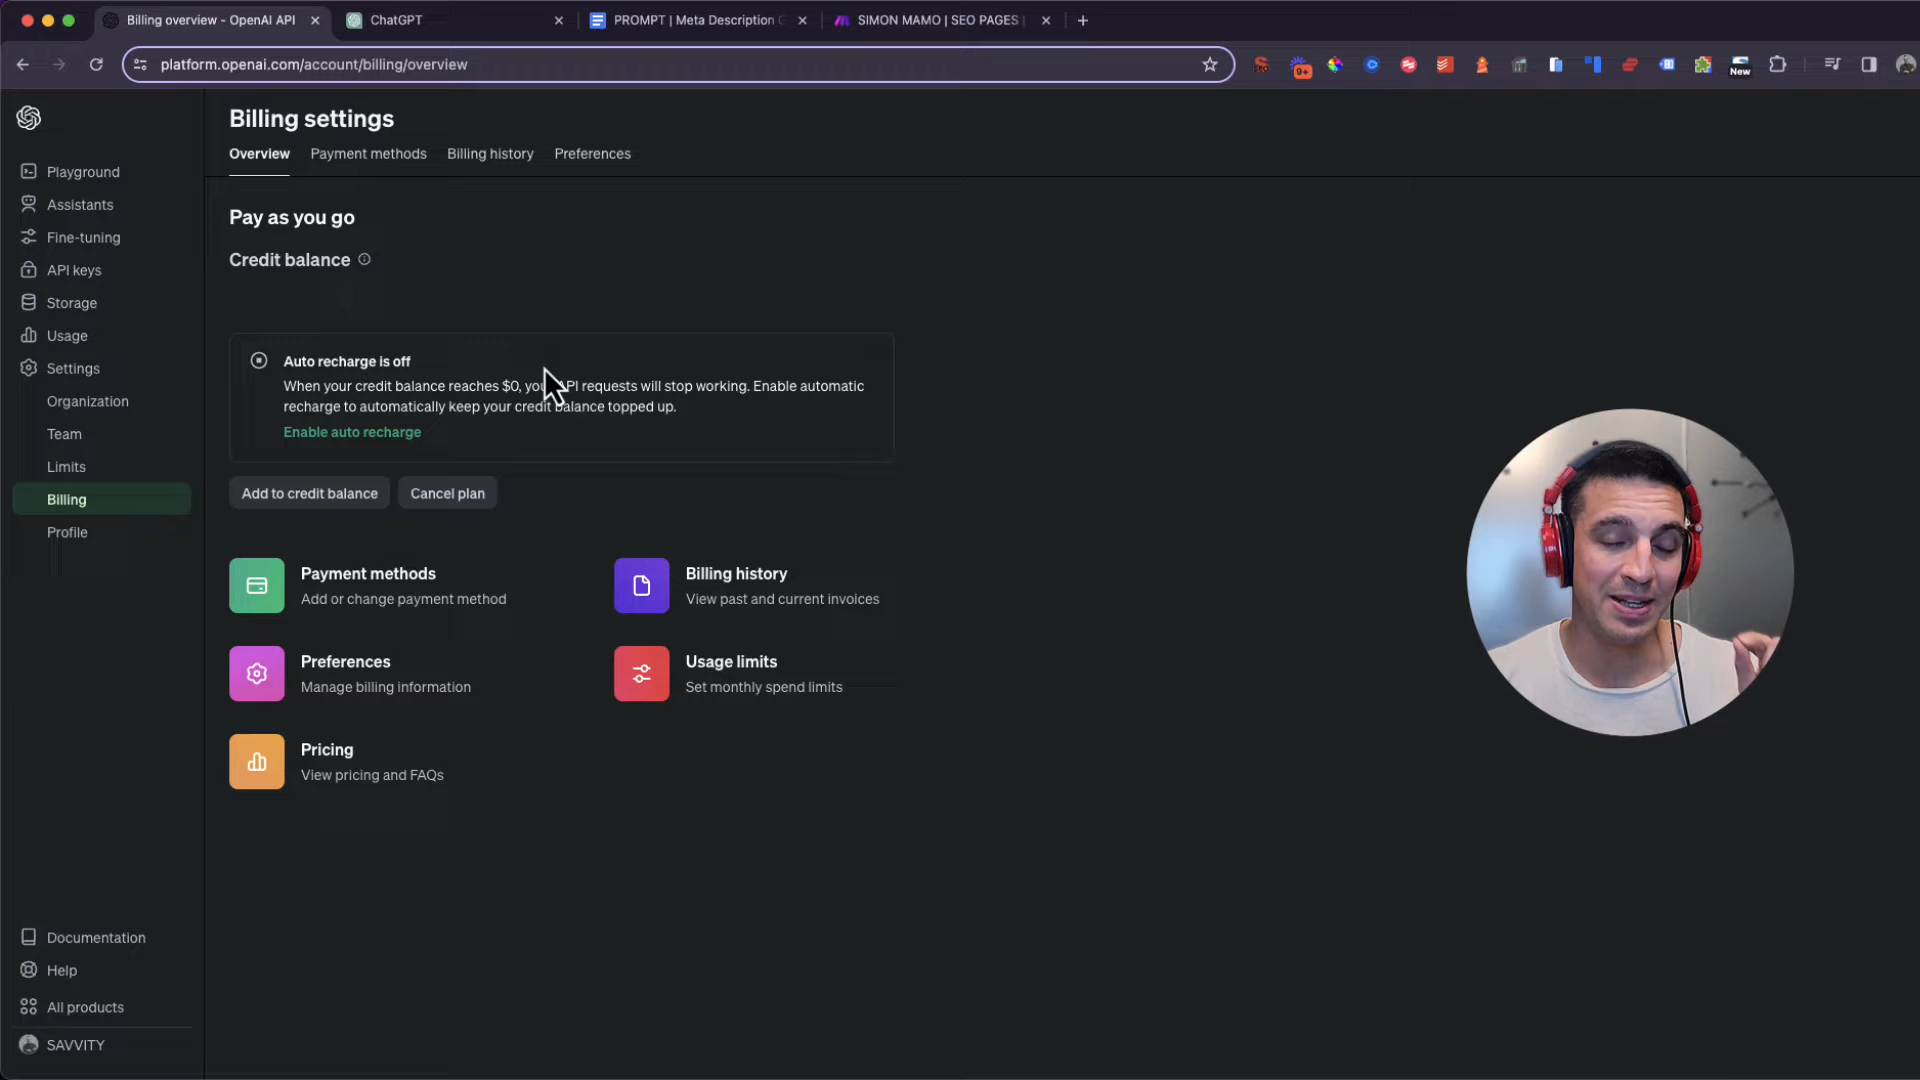 Billing overview - OpenAI API
ChatGPT
PROMPT | Meta Description
SIMON MAMO | SEO PAGES |
platform.openai.com/account/billing/overview
9+
New
Billing settings
Overview
Payment methods
Billing history
Preferences
Playground
Assistants
Fine-tuning
API keys
Storage
Usage
Settings
Organization
Team
Limits
Billing
Profile
Pay as you go
Credit balance
Auto recharge is off
When your credit balance reaches $0, your API requests will stop working. Enable automatic
recharge to automatically keep your credit balance topped up.
Enable auto recharge
Add to credit balance
Cancel plan
Payment methods
Add or change payment method
Billing history
View past and current invoices
Preferences
Manage billing information
Usage limits
Set monthly spend limits
Pricing
View pricing and FAQs
Documentation
Help
All products
SAVVITY